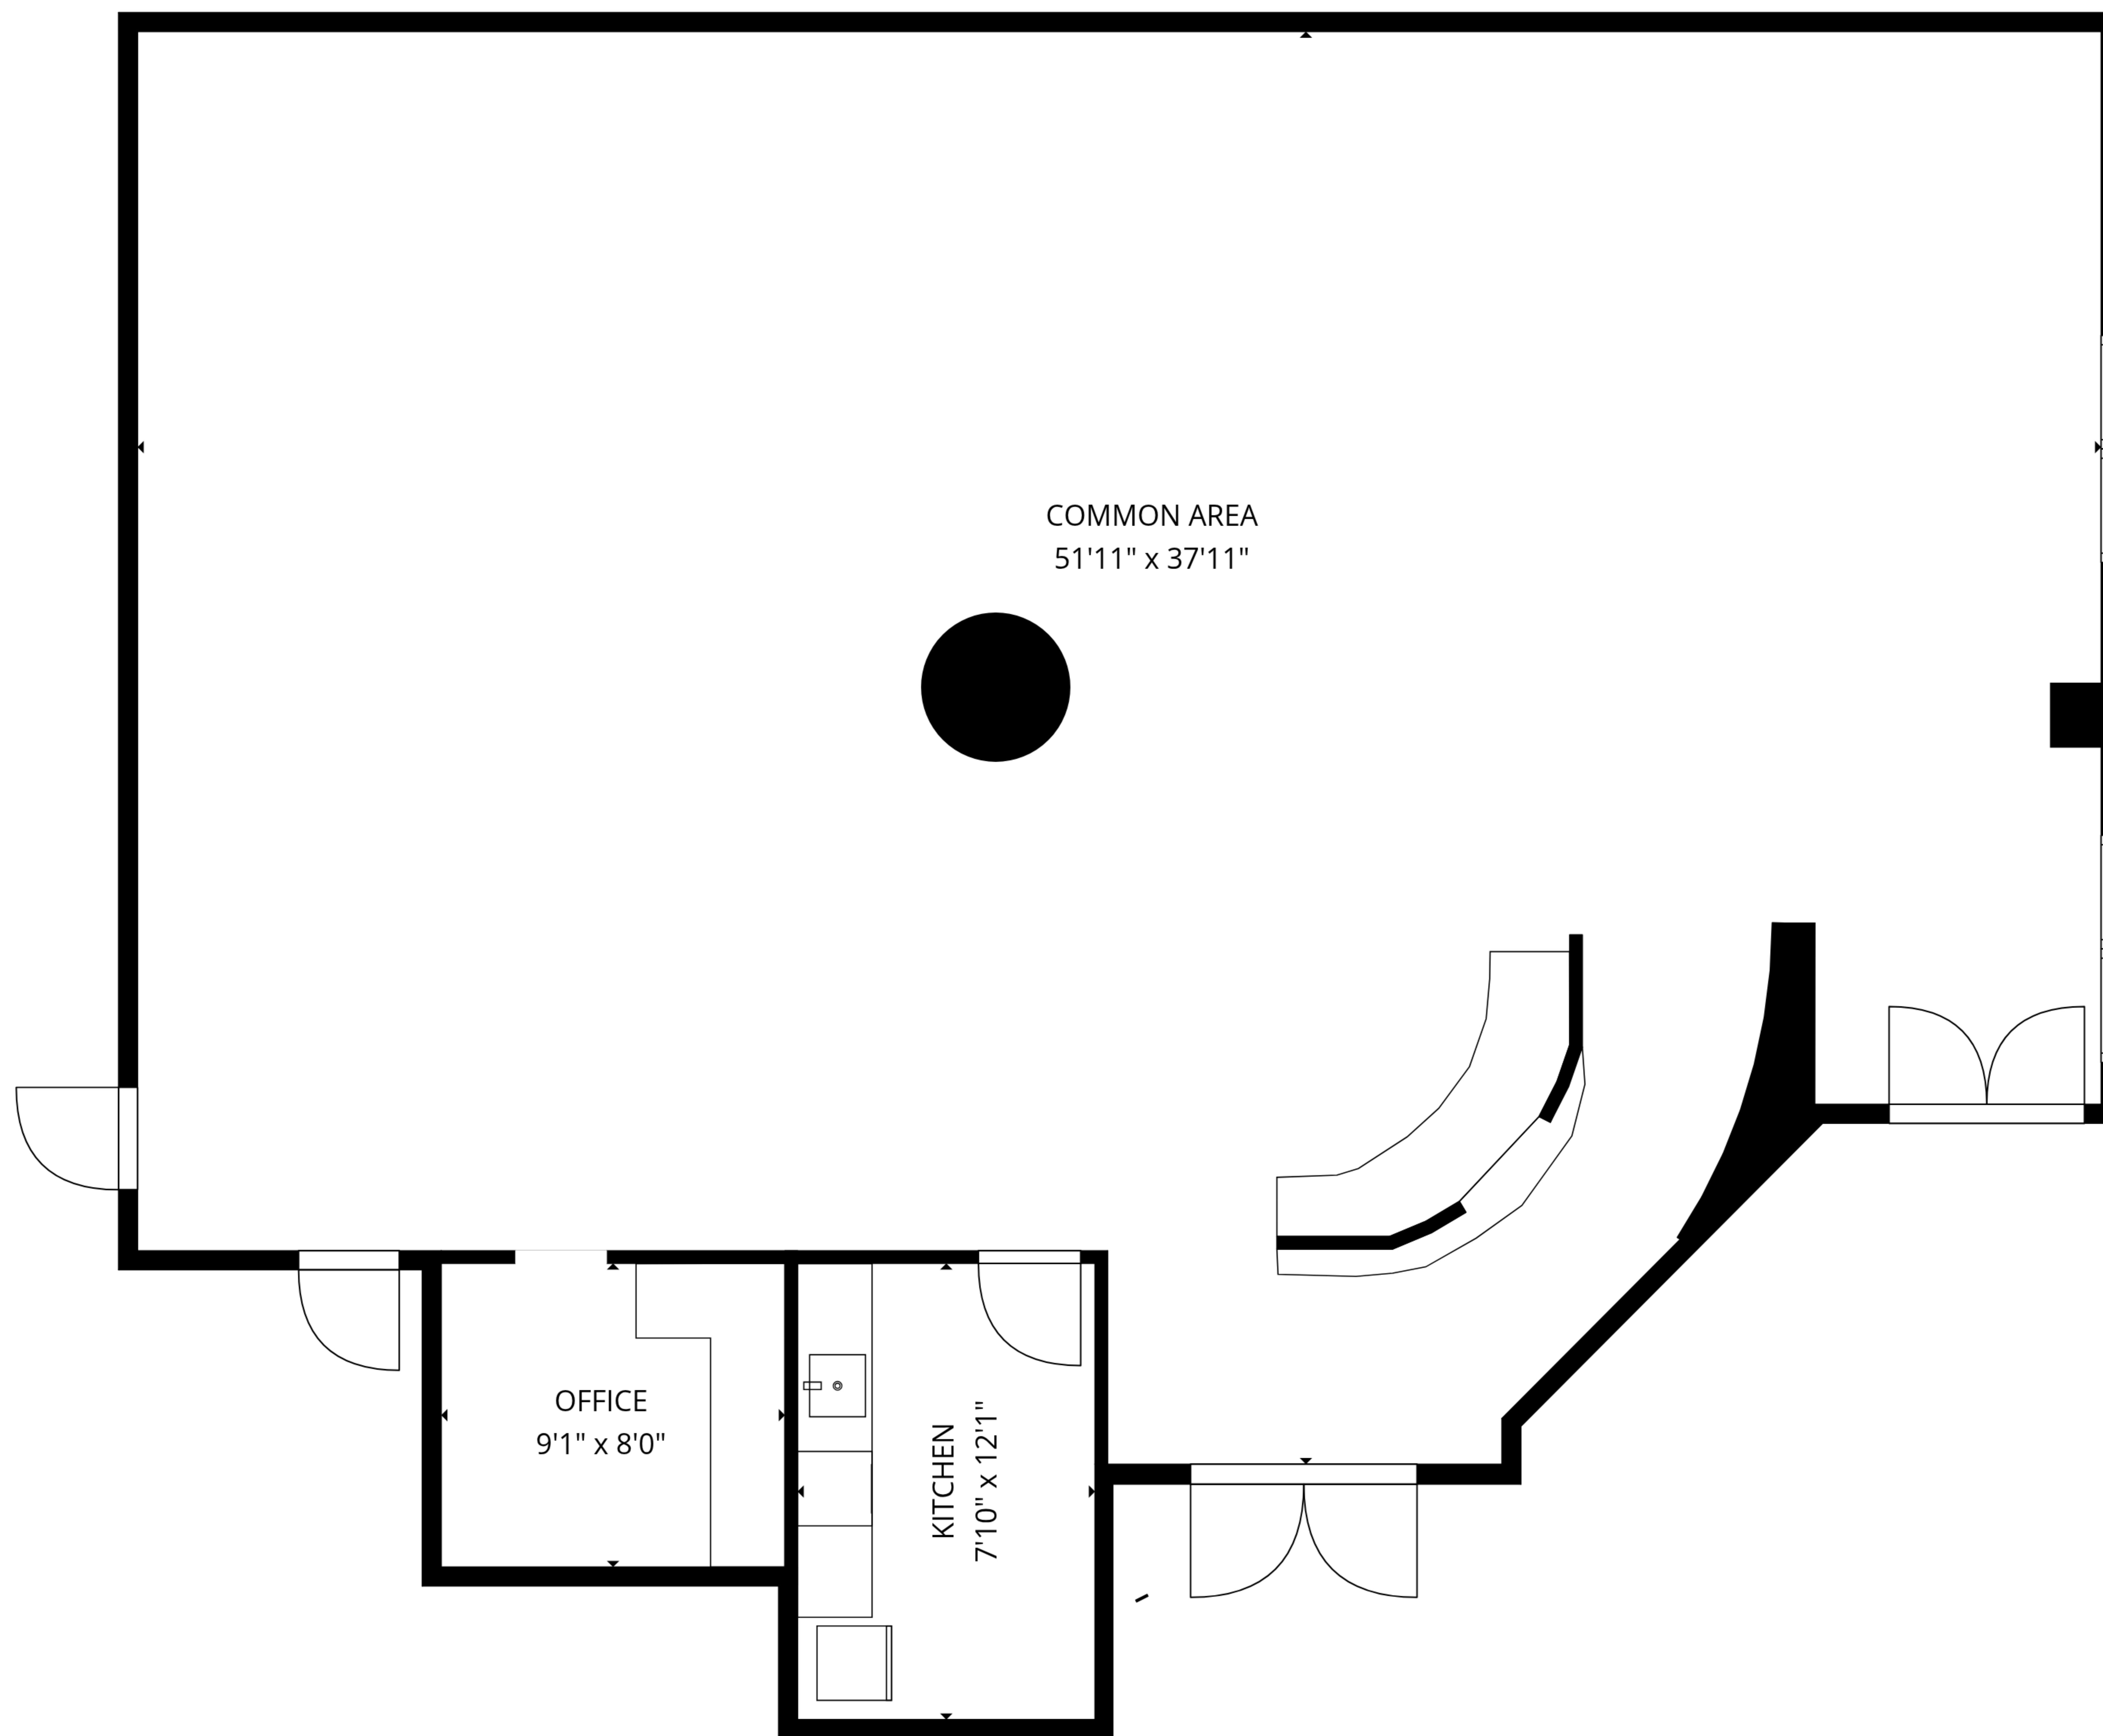 COMMON AREA
51'11" x 37'11"
OFFICE
9'1" x 8'0"
KITCHEN
7'10" x 12'1"